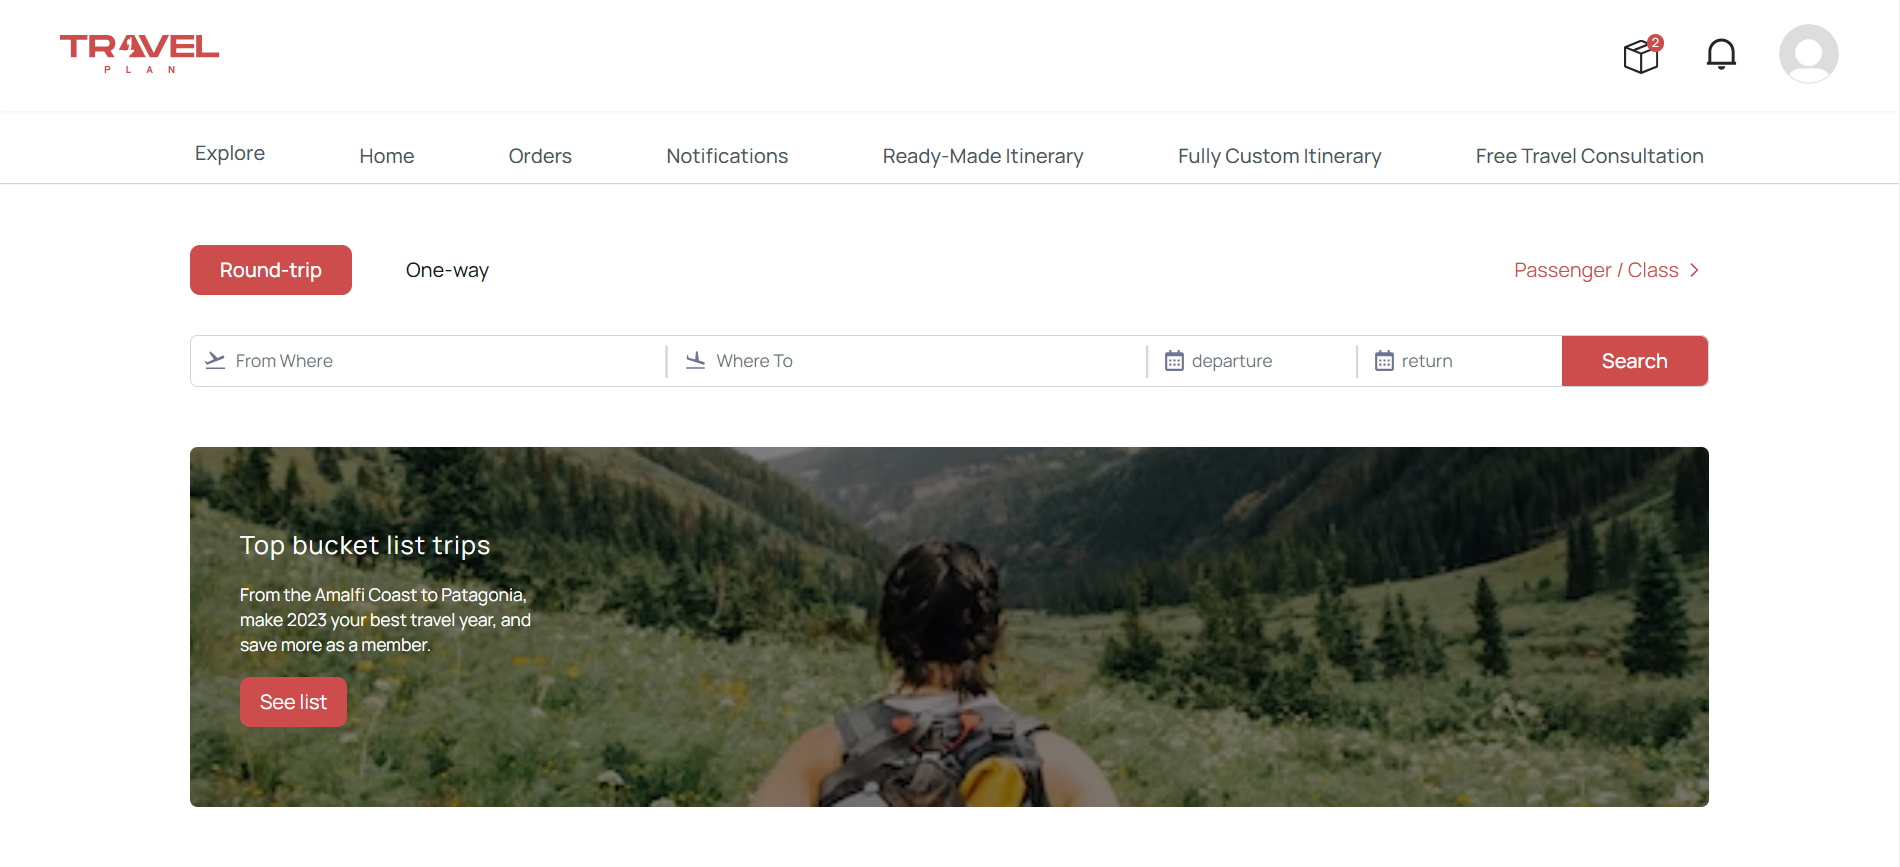 TRAVEL
PLAN
2
Explore
Home
Orders
Notifications
Ready-Made Itinerary
Fully Custom Itinerary
Free Travel Consultation
Round-trip
One-way
Passenger / Class
From Where
Where To
departure
return
Search
Top bucket list trips
From the Amalfi Coast to Patagonia,
make 2023 your best travel year, and
save more as a member.
See list